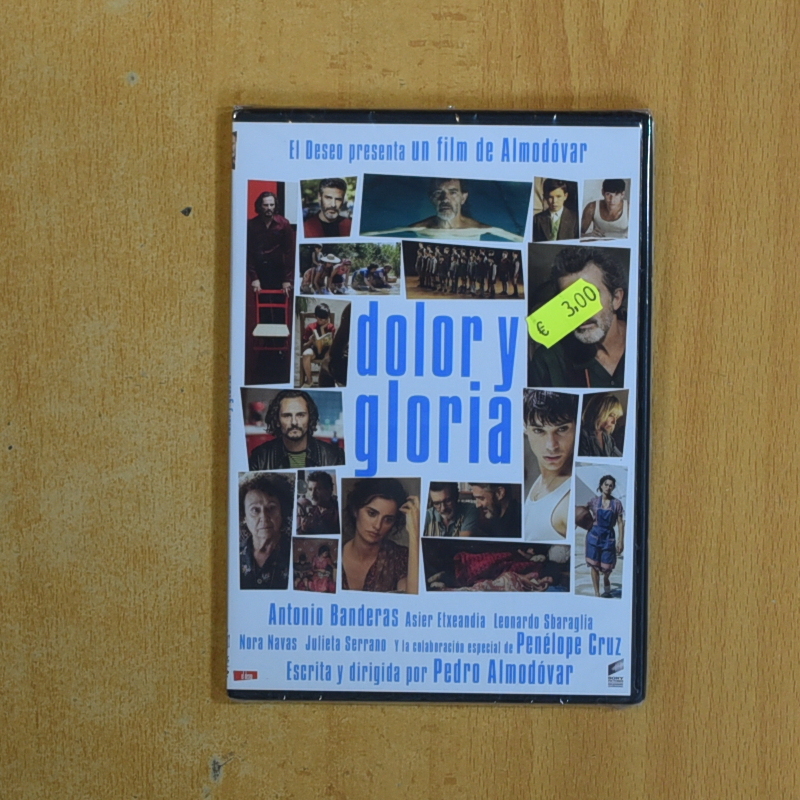 El Deseo presenta un film de Almodóvar
€ 3,00
dolor y
gloria
Antonio Banderas Asier Etxeandia Leonardo Sbaraglia
Nora Navas Julieta Serrano Y la colaboración especial de Penélope Cruz
Escrita y dirigida por Pedro Almodóvar
SONY